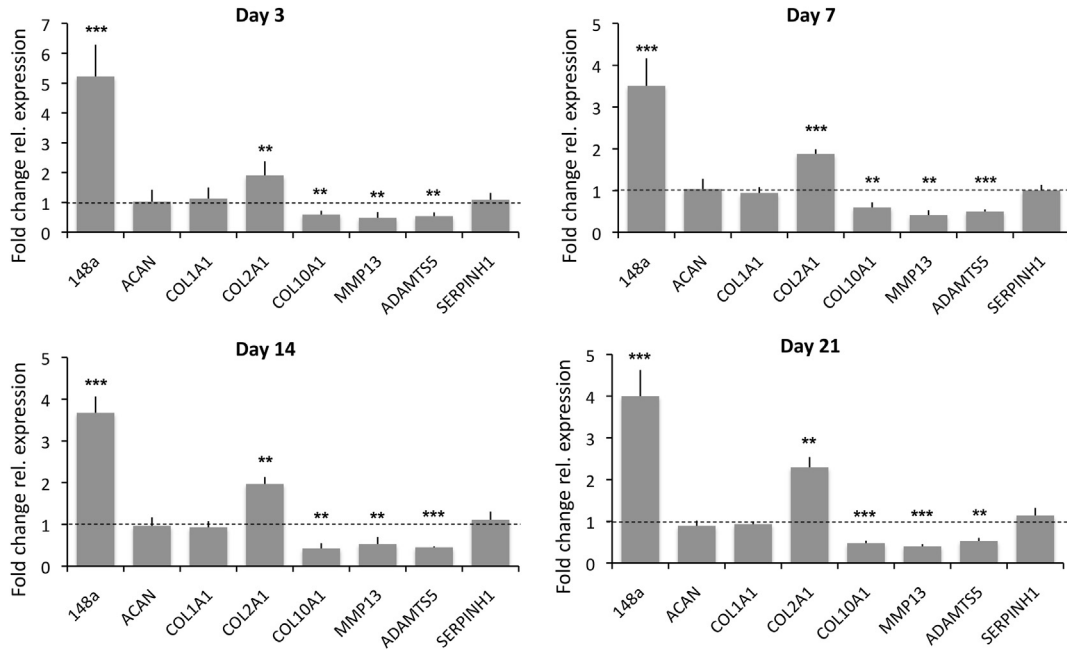 Day 3
Fold change rel. expression
7
6
5
4
3
2
1
0
***
**
**
**
**
148a
ACAN
COL1A1
COL2A1
COL10A1
MMP13
ADAMTS5
SERPINH1
Day 7
Fold change rel. expression
5
4
3
2
1
0
***
***
**
**
***
148a
ACAN
COL1A1
COL2A1
COL10A1
MMP13
ADAMTS5
SERPINH1
Day 14
Fold change rel. expression
5
4
3
2
1
0
***
**
**
**
***
148a
ACAN
COL1A1
COL2A1
COL10A1
MMP13
ADAMTS5
SERPINH1
Day 21
Fold change rel. expression
5
4
3
2
1
0
***
**
***
***
**
148a
ACAN
COL1A1
COL2A1
COL10A1
MMP13
ADAMTS5
SERPINH1